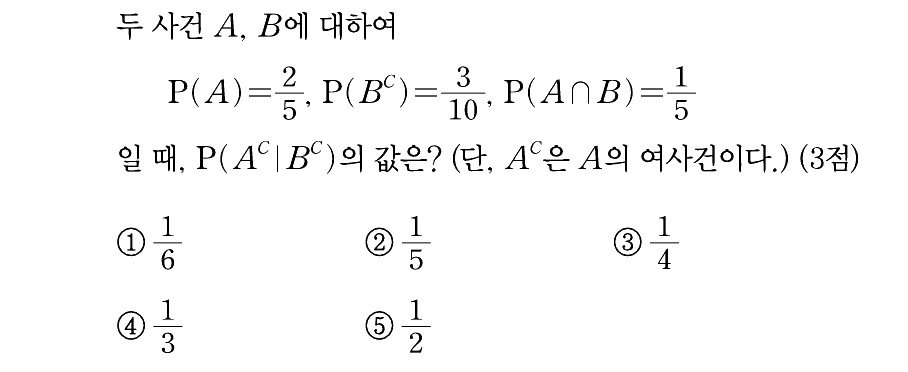 두 사건 A, B에 대하여
P(A)=2/5, P(B^C)=3/10, P(A∩B)=1/5
일 때, P(A^C|B^C)의 값은? (단, A^C은 A의 여사건이다.) (3점)
① 1/6 ② 1/5 ③ 1/4
④ 1/3 ⑤ 1/2